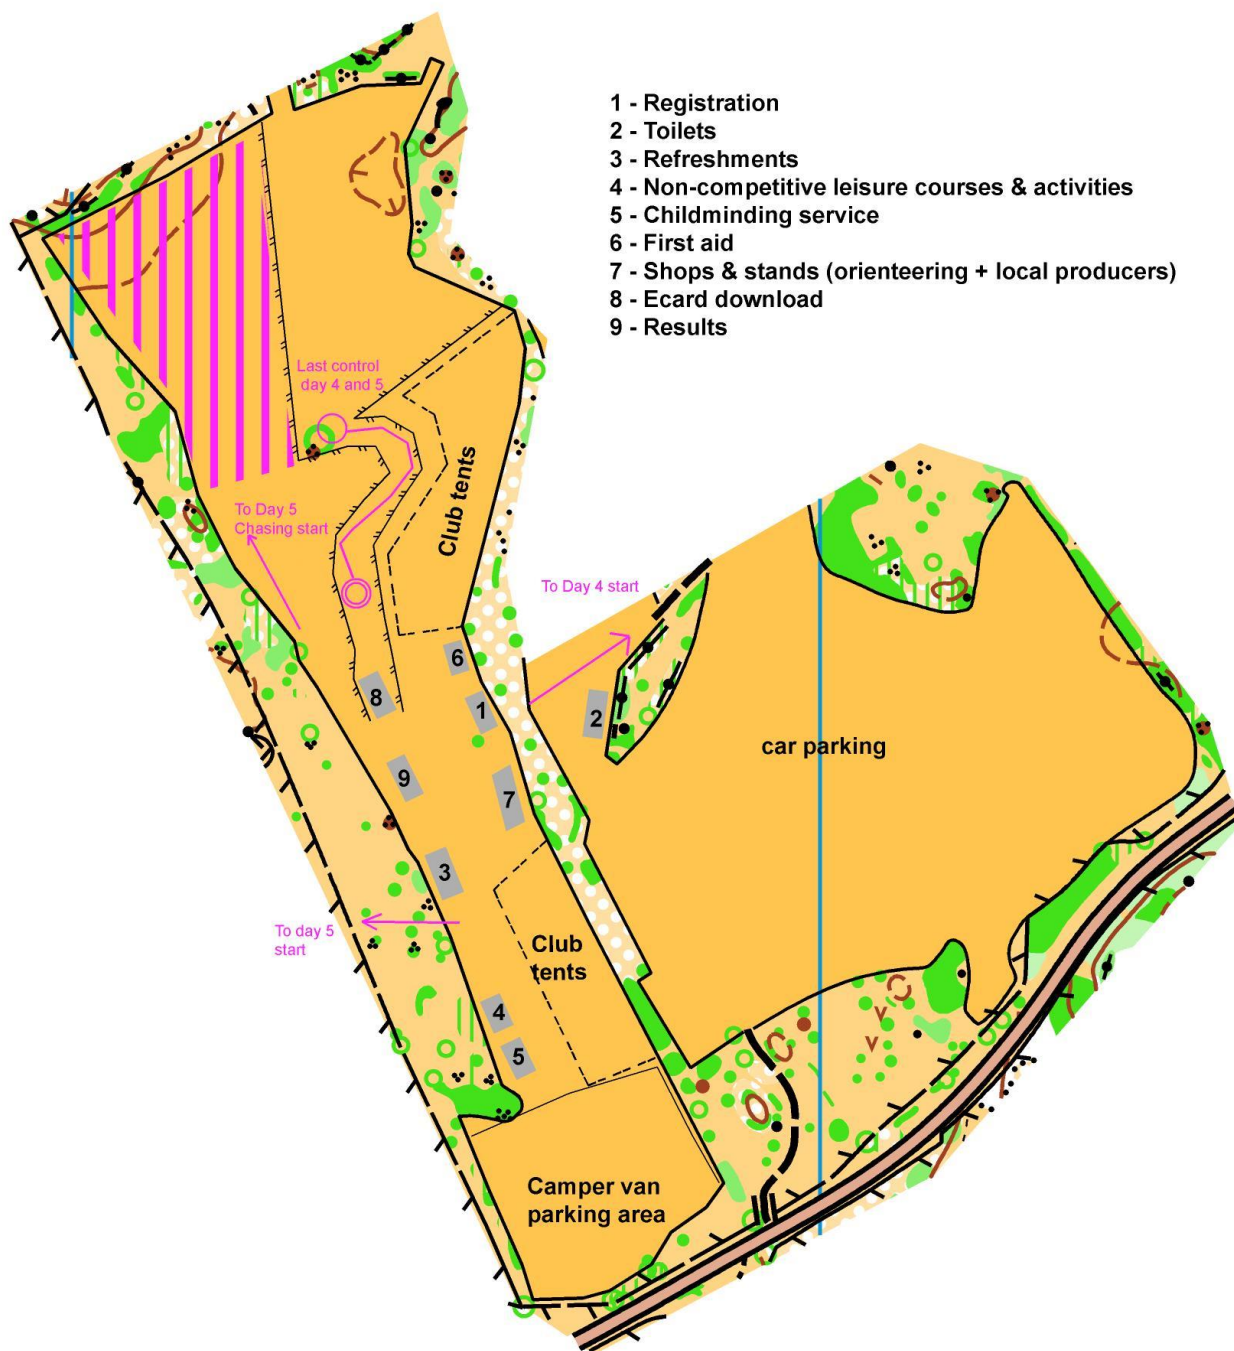 1 - Registration
2 - Toilets
3 - Refreshments
4 - Non-competitive leisure courses & activities
5 - Childminding service
6 - First aid
7 - Shops & stands (orienteering + local producers)
8 - Ecard download
9 - Results
Last control
day 4 and 5
Club tents
To Day 5
Chasing start
To Day 4 start
6
8
1
2
car parking
9
7
3
To day 5
start
Club
tents
4
5
Camper van
parking area